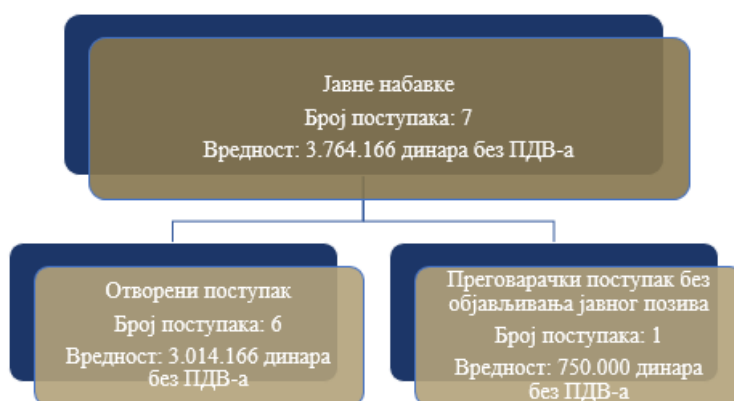 Јавне набавке
Број поступака: 7
Вредност: 3.764.166 динара без ПДВ-а
Отворени поступак
Број поступака: 6
Вредност: 3.014.166 динара
без ПДВ-а
Преговарачки поступак без
објављивања јавног позива
Број поступака: 1
Вредност: 750.000 динара
без ПДВ-а